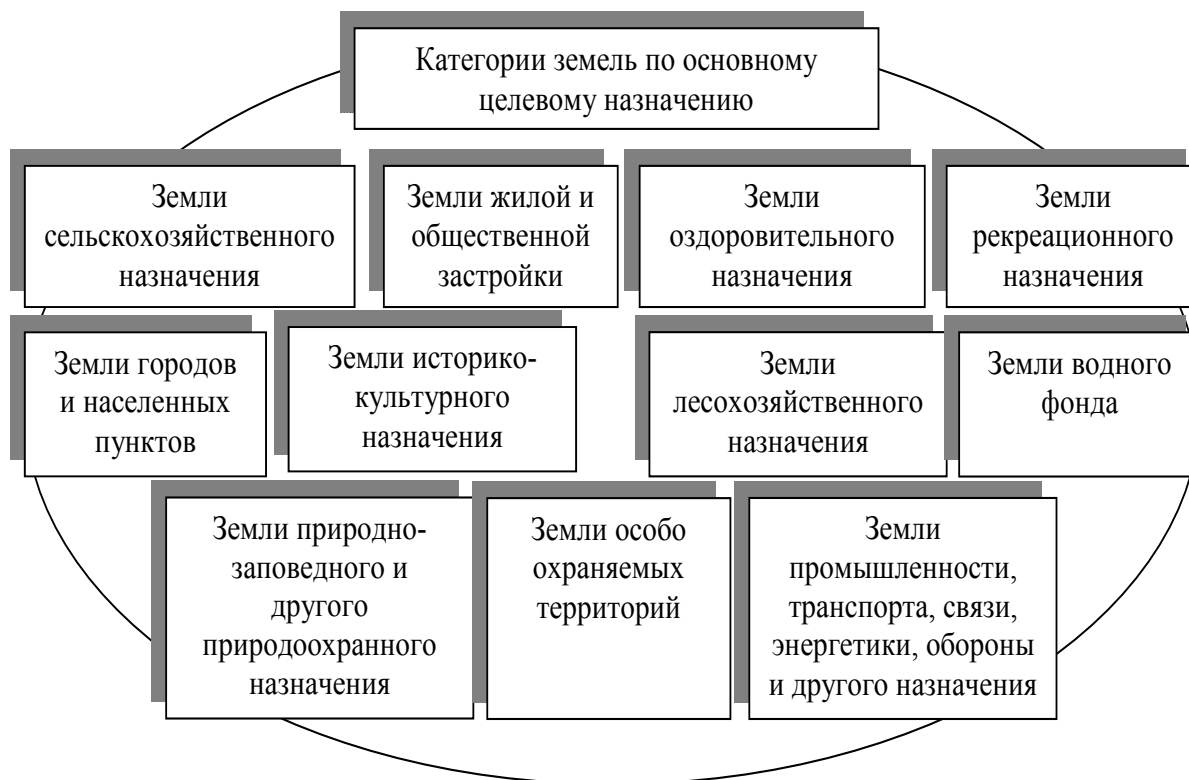 Категории земель по основному
целевому назначению
Земли
сельскохозяйственного
назначения
Земли жилой и
общественной
застройки
Земли
оздоровительного
назначения
Земли
рекреационного
назначения
Земли городов
и населенных
пунктов
Земли историко-
культурного
назначения
Земли
лесохозяйственного
назначения
Земли водного
фонда
Земли природно-
заповедного и
другого
природоохранного
назначения
Земли особо
охраняемых
территорий
Земли
промышленности,
транспорта, связи,
энергетики, обороны
и другого назначения